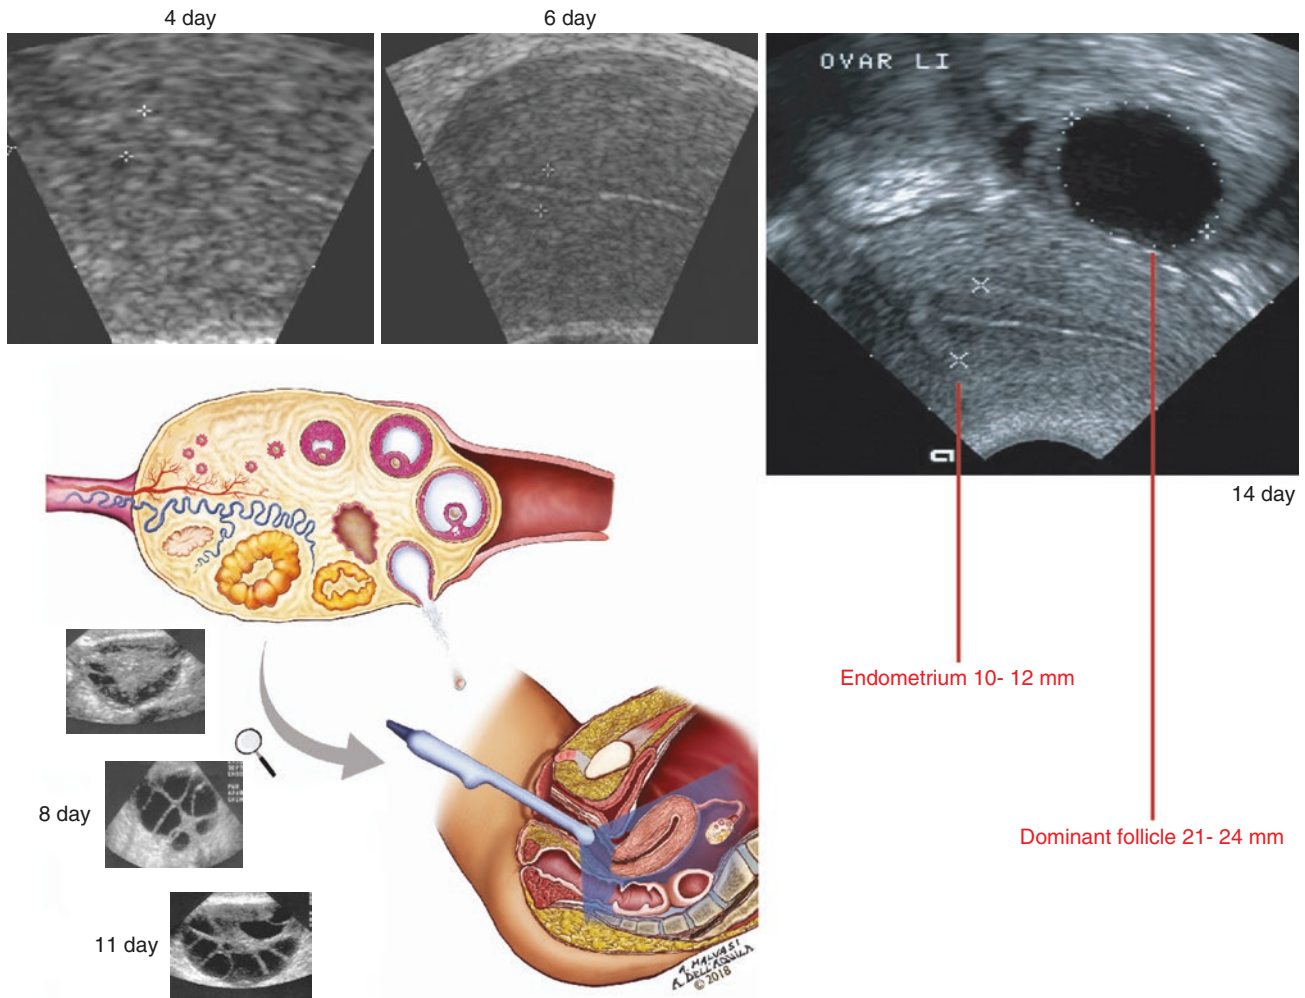 4 day
6 day
OVAR LI
14 day
Endometrium 10- 12 mm
Dominant follicle 21- 24 mm
8 day
11 day
A. MALVASI
A. DELL'AQUILA
© 2018